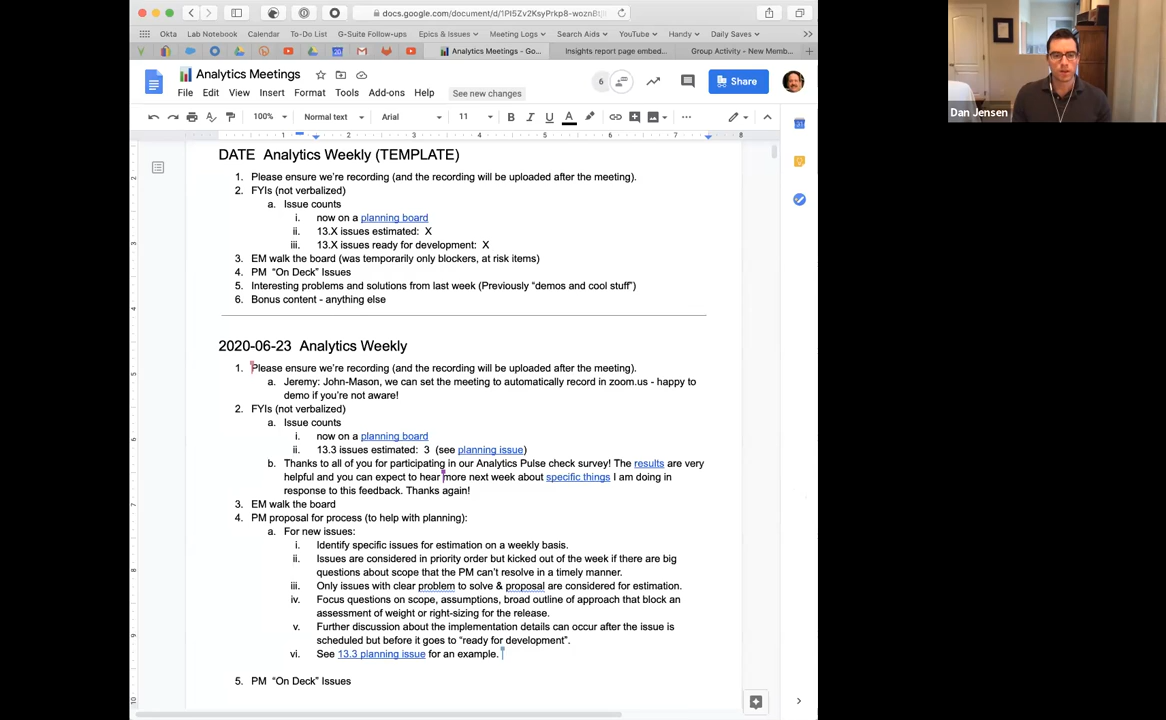 docs.google.com/document/d/1Pt5Zv2KsyPrkp8-woznBtj
Okta Lab Notebook Calendar To-Do List G-Suite Follow-ups Epics & Issues Meeting Logs Search Aids YouTube Handy Daily Saves
Analytics Meetings - Go... Insights report page embed... Group Activity - New Memb...
Analytics Meetings
6
Share
File Edit View Insert Format Tools Add-ons Help See new changes
100% Normal text Arial 11 B I U A
1 2 3 4 5 6 7 8
DATE Analytics Weekly (TEMPLATE)
1. Please ensure we're recording (and the recording will be uploaded after the meeting).
2. FYIs (not verbalized)
a. Issue counts
i. now on a planning board
ii. 13.X issues estimated: X
iii. 13.X issues ready for development: X
3. EM walk the board (was temporarily only blockers, at risk items)
4. PM "On Deck" Issues
5. Interesting problems and solutions from last week (Previously "demos and cool stuff")
6. Bonus content - anything else
2020-06-23 Analytics Weekly
1. Please ensure we're recording (and the recording will be uploaded after the meeting).
a. Jeremy: John-Mason, we can set the meeting to automatically record in zoom.us - happy to
demo if you're not aware!
2. FYIs (not verbalized)
a. Issue counts
i. now on a planning board
ii. 13.3 issues estimated: 3 (see planning issue)
b. Thanks to all of you for participating in our Analytics Pulse check survey! The results are very
helpful and you can expect to hear more next week about specific things I am doing in
response to this feedback. Thanks again!
3. EM walk the board
4. PM proposal for process (to help with planning):
a. For new issues:
i. Identify specific issues for estimation on a weekly basis.
ii. Issues are considered in priority order but kicked out of the week if there are big
questions about scope that the PM can't resolve in a timely manner.
iii. Only issues with clear problem to solve & proposal are considered for estimation.
iv. Focus questions on scope, assumptions, broad outline of approach that block an
assessment of weight or right-sizing for the release.
v. Further discussion about the implementation details can occur after the issue is
scheduled but before it goes to "ready for development".
vi. See 13.3 planning issue for an example.
5. PM "On Deck" Issues
Dan Jensen